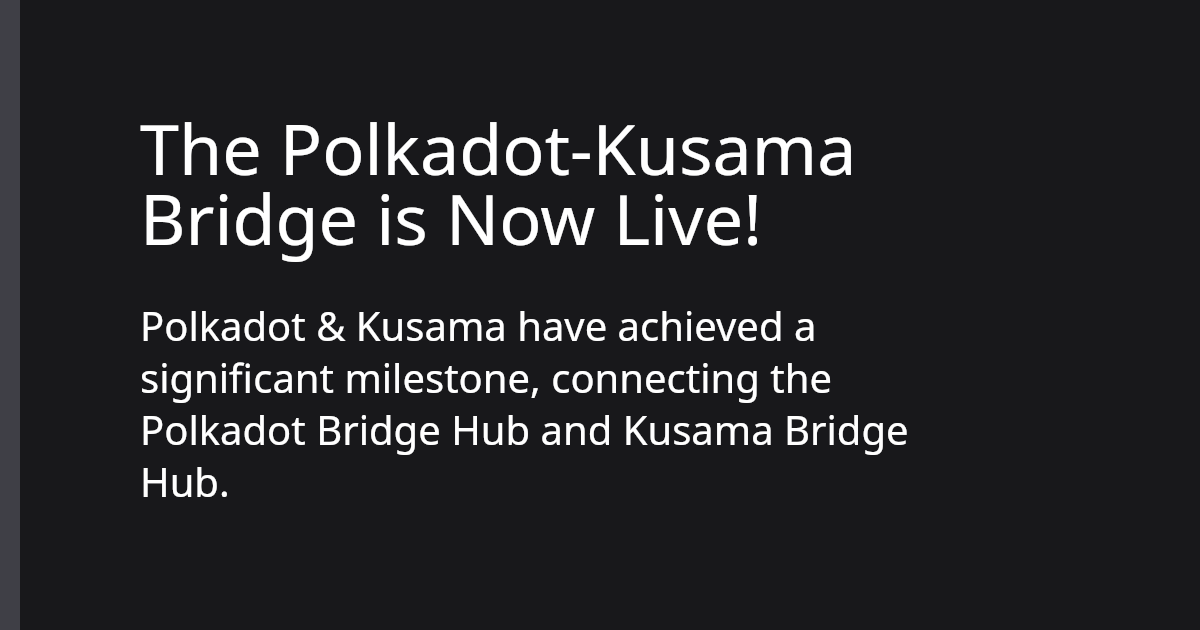 The Polkadot-Kusama
Bridge is Now Live!
Polkadot & Kusama have achieved a
significant milestone, connecting the
Polkadot Bridge Hub and Kusama Bridge
Hub.